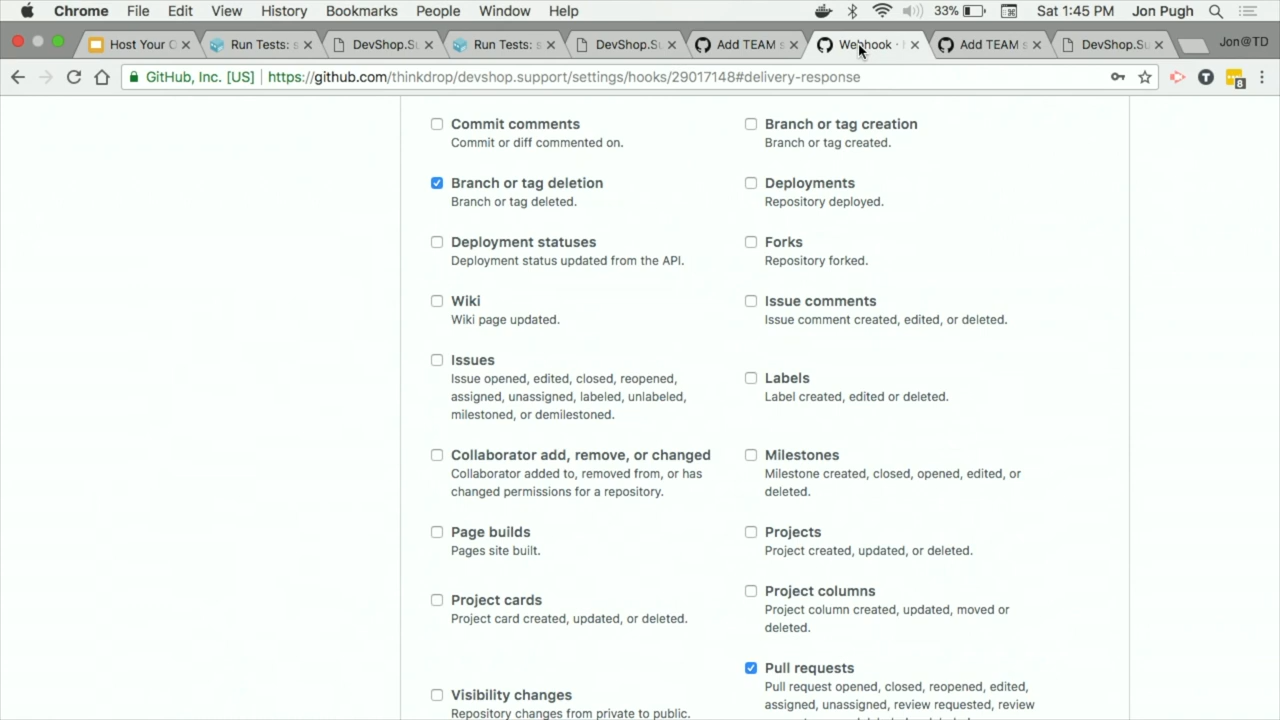 Chrome File Edit View History Bookmarks People Window Help 33% Sat 1:45 PM Jon Pugh
Host Your C Run Tests: s DevShop.Su Run Tests: s DevShop.Su Add TEAM s Webhook · Add TEAM s DevShop.Su Jon@TD
GitHub, Inc. [US] https://github.com/thinkdrop/devshop.support/settings/hooks/29017148#delivery-response T 8
Commit comments
Commit or diff commented on.
Branch or tag creation
Branch or tag created.
Branch or tag deletion
Branch or tag deleted.
Deployments
Repository deployed.
Deployment statuses
Deployment status updated from the API.
Forks
Repository forked.
Wiki
Wiki page updated.
Issue comments
Issue comment created, edited, or deleted.
Issues
Issue opened, edited, closed, reopened,
assigned, unassigned, labeled, unlabeled,
milestoned, or demilestoned.
Labels
Label created, edited or deleted.
Collaborator add, remove, or changed
Collaborator added to, removed from, or has
changed permissions for a repository.
Milestones
Milestone created, closed, opened, edited, or
deleted.
Page builds
Pages site built.
Projects
Project created, updated, or deleted.
Project cards
Project card created, updated, or deleted.
Project columns
Project column created, updated, moved or
deleted.
Visibility changes
Repository changes from private to public.
Pull requests
Pull request opened, closed, reopened, edited,
assigned, unassigned, review requested, review